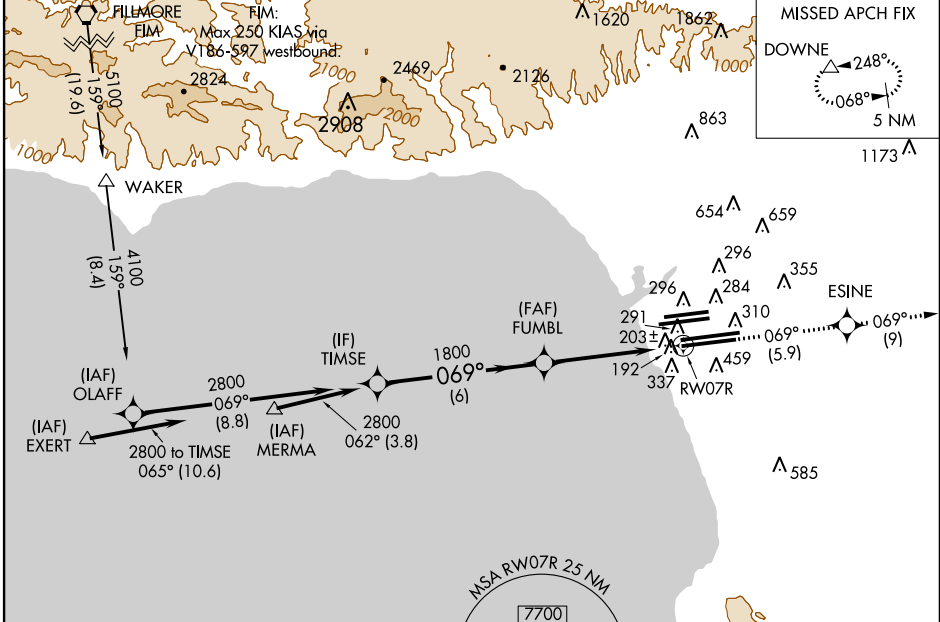 FILLMORE
FIM
FIM:
Max 250 KIAS via
V186-597 westbound.
1620
1862
MISSED APCH FIX
DOWNE
248°
068°
5 NM
1000
2824
2469
2126
1000
2908
2000
863
1173
5100
159°
(19.6)
1000
WAKER
654
659
4100
159°
(8.4)
296
355
296
284
ESINE
291
310
203±
069°
(5.9)
069°
(9)
192
459
337
RW07R
(FAF)
FUMBL
(IF)
TIMSE
1800
069°
(6)
(IAF)
OLAFF
2800
069°
(8.8)
(IAF)
EXERT
(IAF)
MERMA
2800
062° (3.8)
2800 to TIMSE
065° (10.6)
585
MSA RW07R 25 NM
7700